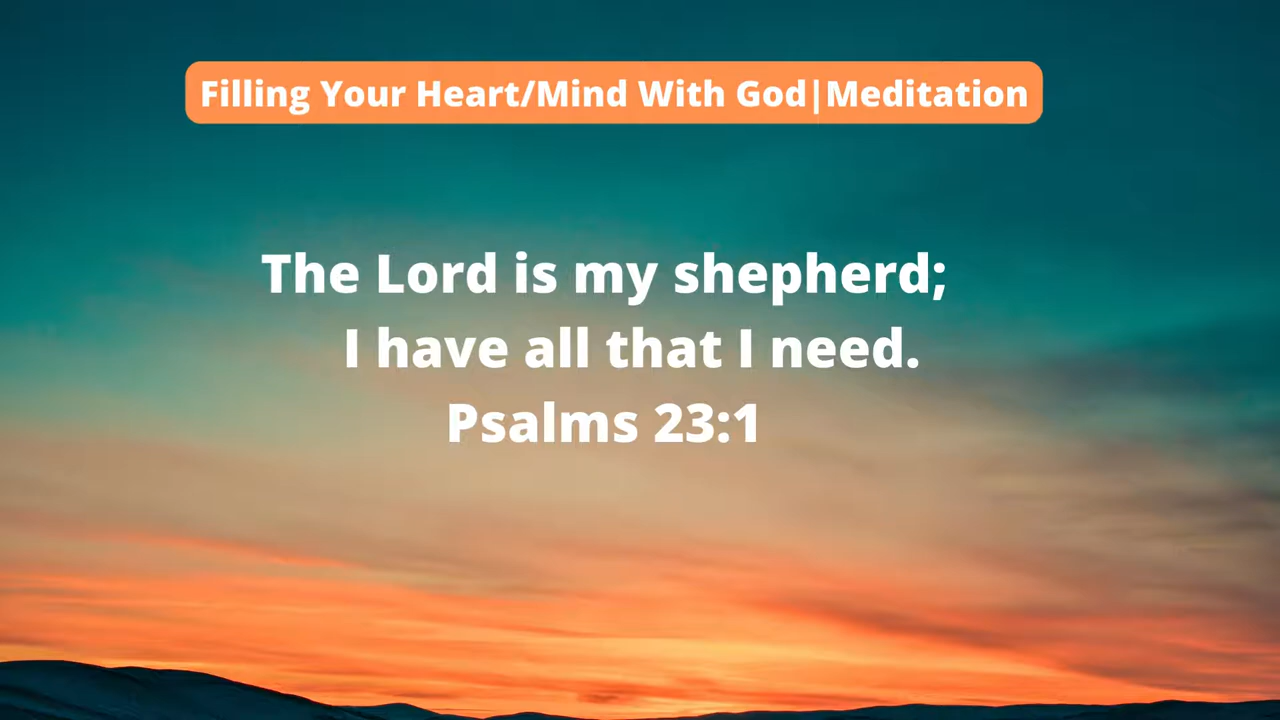 Filling Your Heart/Mind With God|Meditation
The Lord is my shepherd;
I have all that I need.
Psalms 23:1